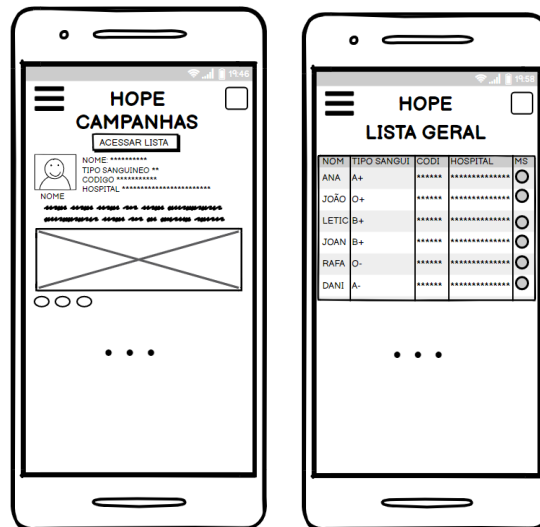 19:46
HOPE
CAMPANHAS
ACESSAR LISTA
NOME: **********
TIPO SANGUINEO **
CODIGO ***********
HOSPITAL ************************
NOME
19:58
HOPE
LISTA GERAL
NOM TIPO SANGUI CODI HOSPITAL MS
ANA A+ ****** **************
JOÃO O+ ****** **************
LETIC B+ ****** **************
JOAN B+ ****** **************
RAFA O- ****** **************
DANI A- ****** **************